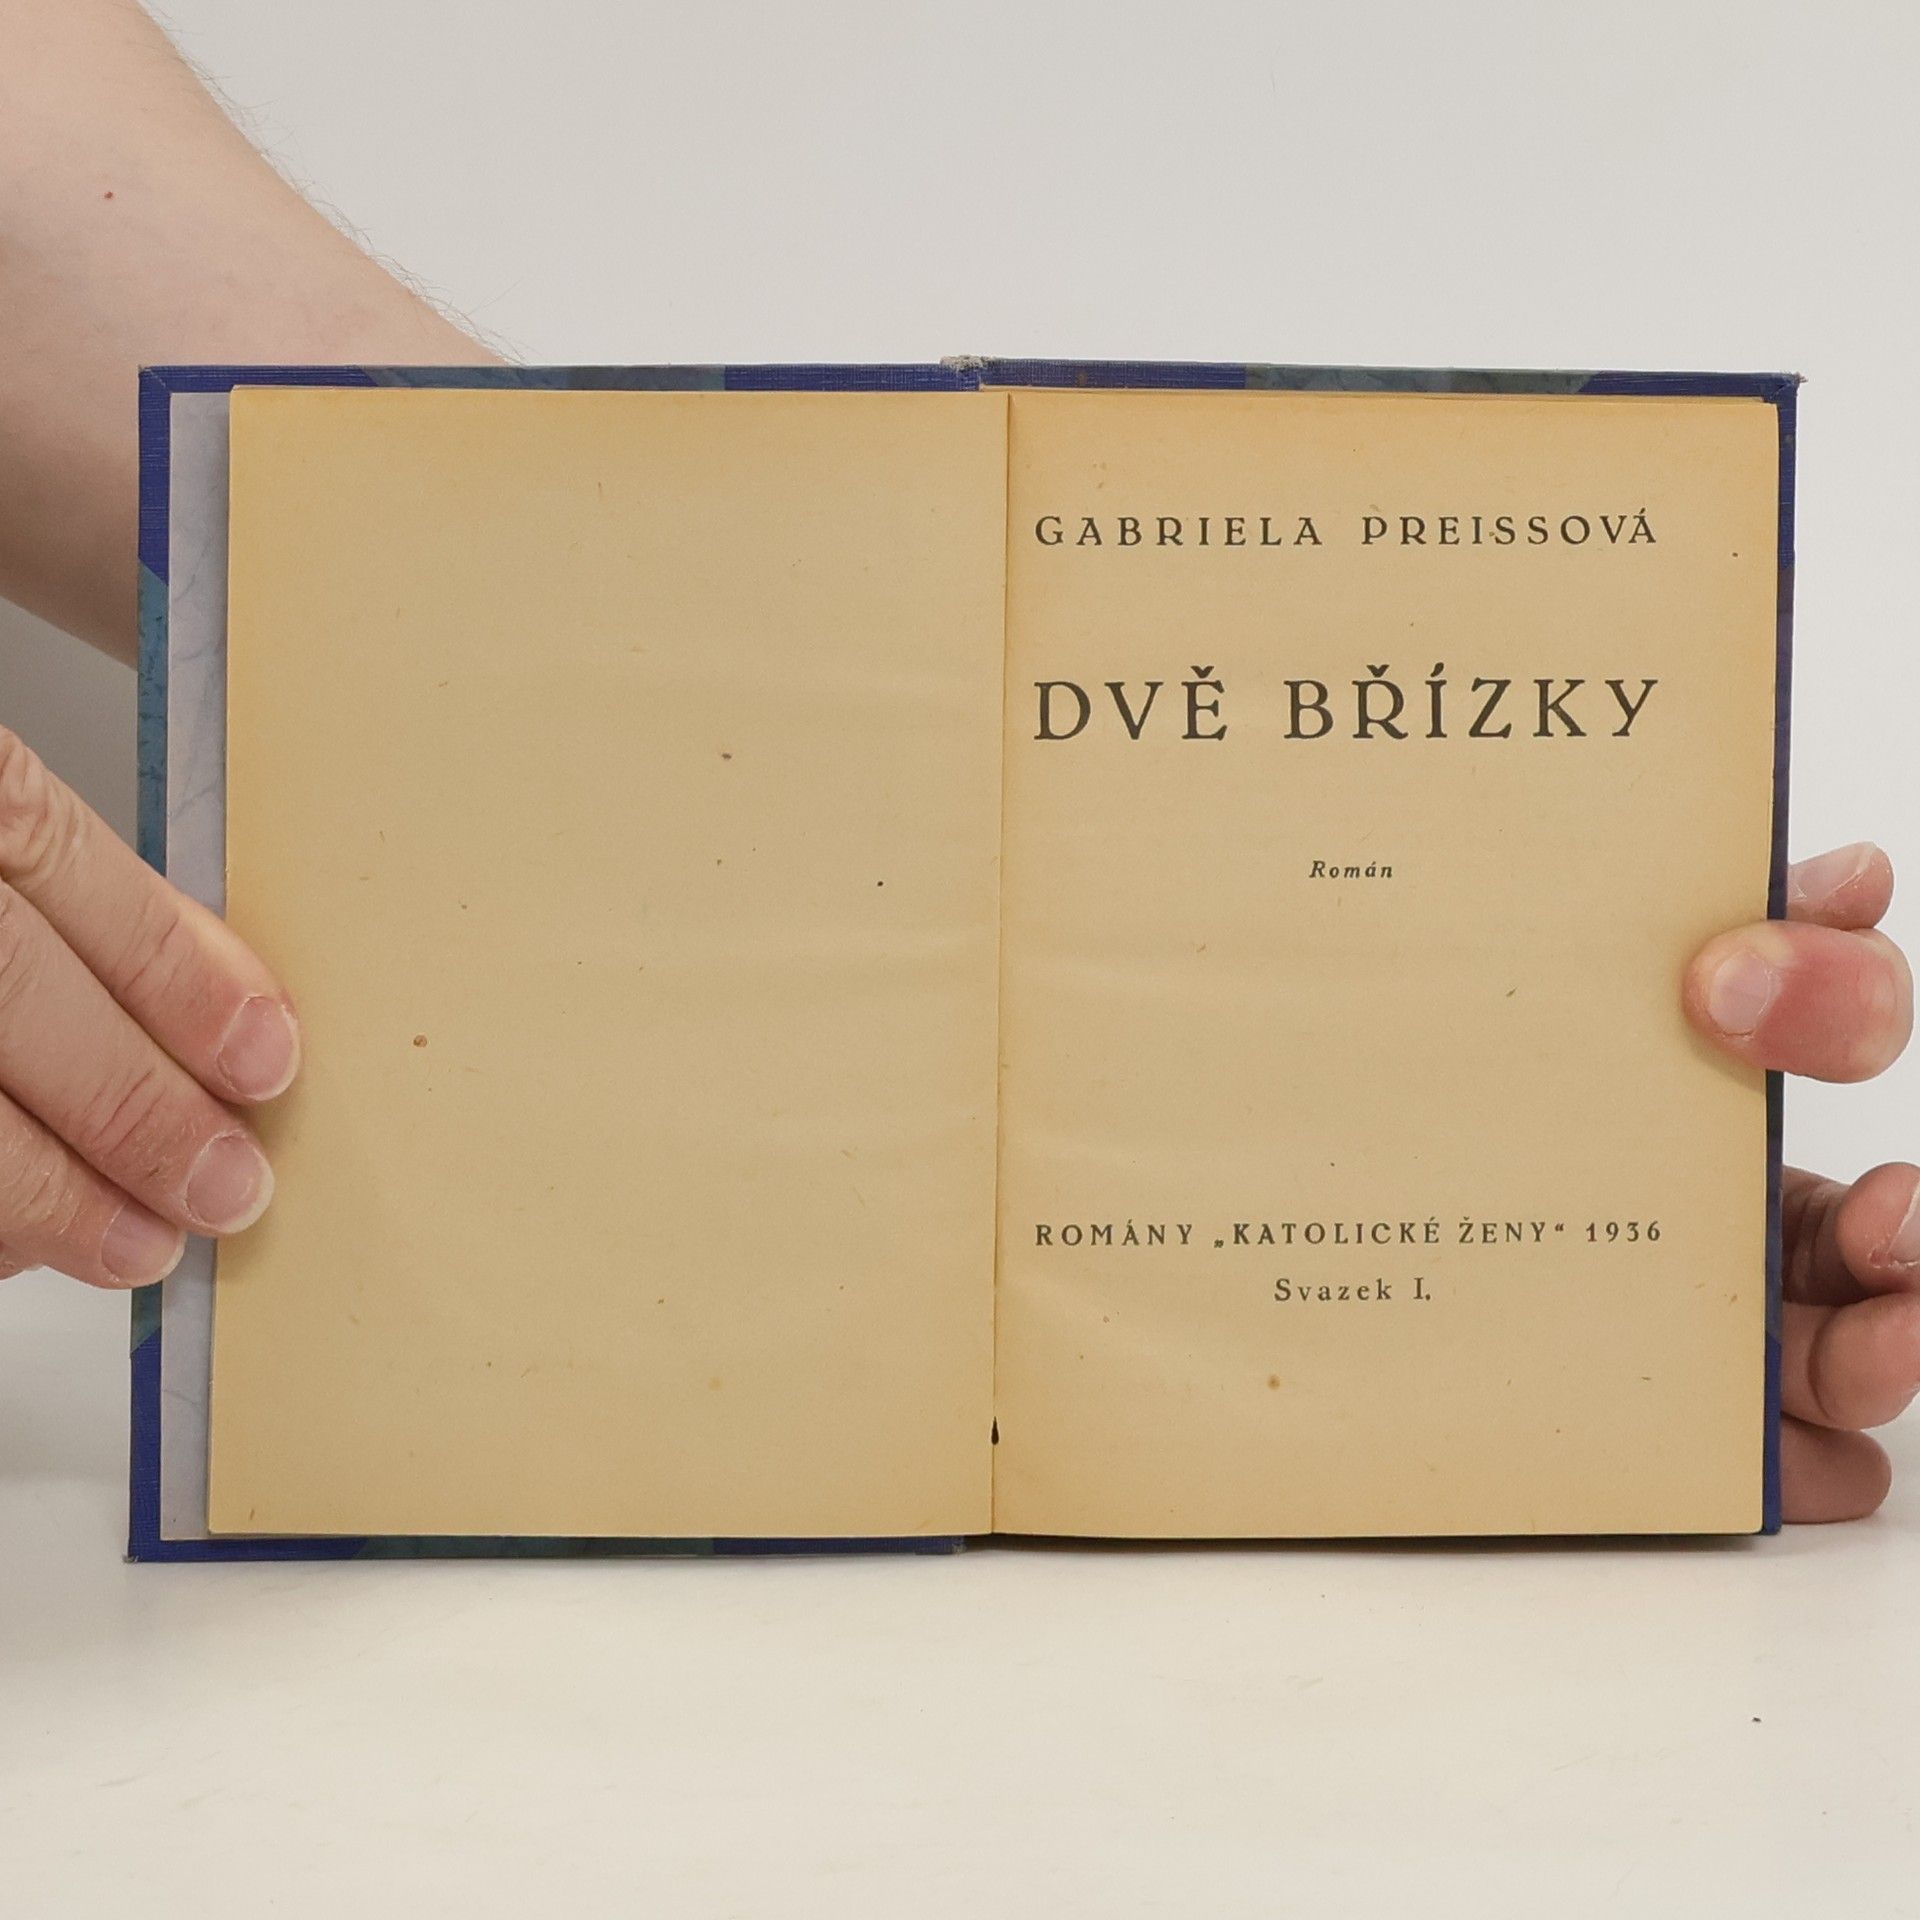 GABRIELA PREISSOVÁ
DVĚ BŘÍZKY
Román
ROMÁNY „KATOLICKÉ ŽENY“ 1936
Svazek I.